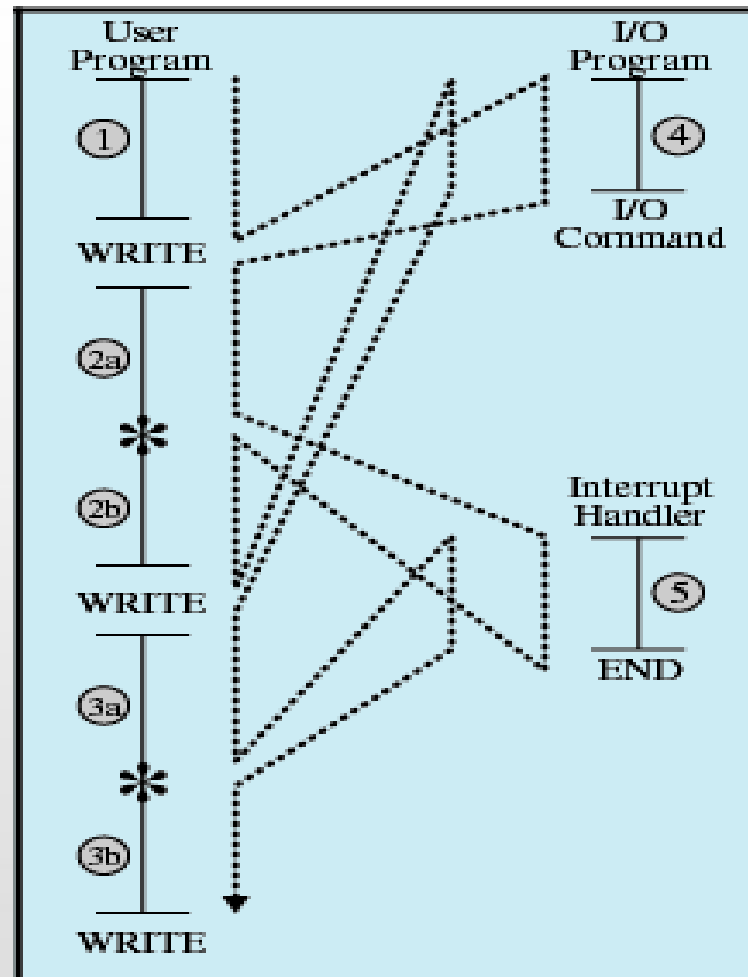 User
Program
1
WRITE
2a
*
2b
WRITE
3a
*
3b
WRITE
I/O
Program
4
I/O
Command
Interrupt
Handler
5
END